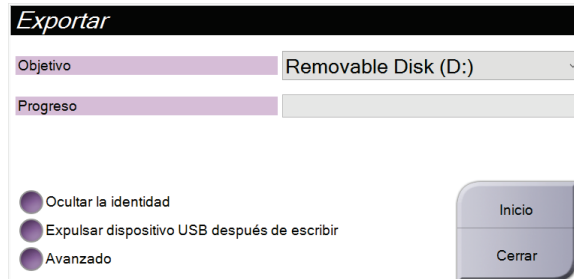 Exportar
Objetivo
Removable Disk (D:)
Progreso
Ocultar la identidad
Expulsar dispositivo USB después de escribir
Avanzado
Inicio
Cerrar